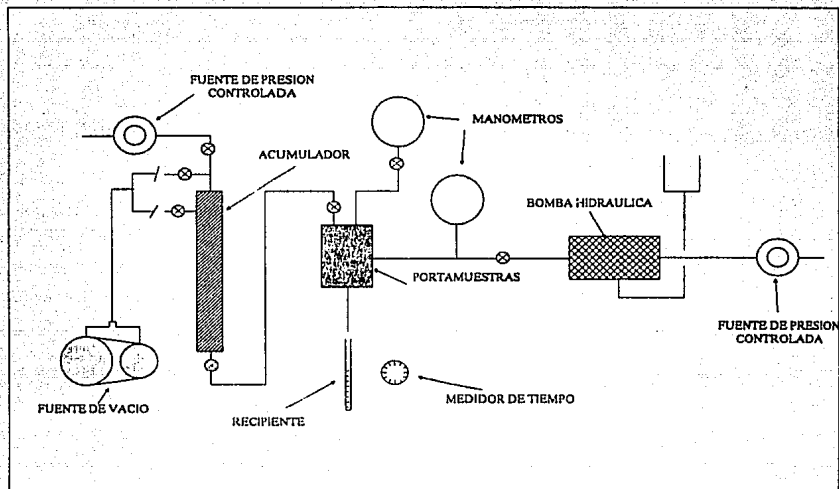 FUENTE DE PRESION
CONTROLADA
MANOMETROS
ACUMULADOR
BOMBA HIDRAULICA
PORTAMUESTRAS
FUENTE DE PRESION
CONTROLADA
MEDIDOR DE TIEMPO
FUENTE DE VACIO
RECIPIENTE